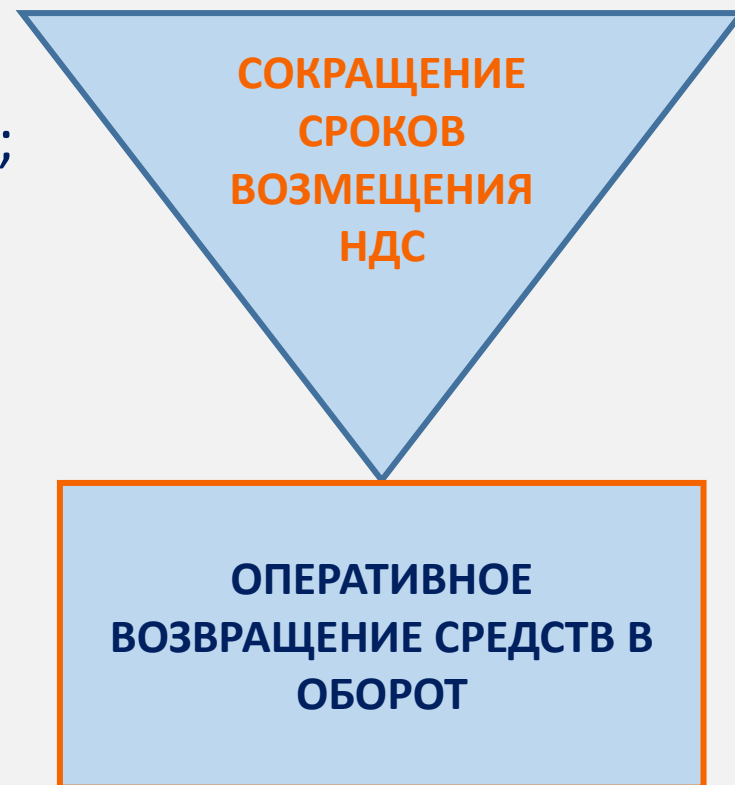 СОКРАЩЕНИЕ
СРОКОВ
;
ВОЗМЕЩЕНИЯ
НДС
ОПЕРАТИВНОЕ
ВОЗВРАЩЕНИЕ СРЕДСТВ В
ОБОРОТ